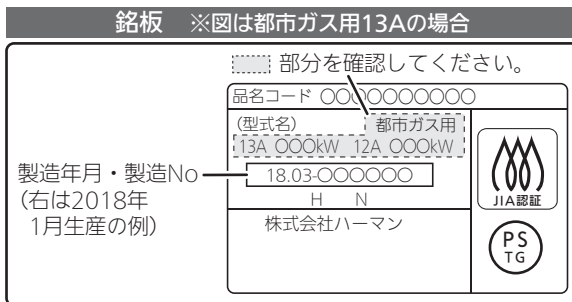 銘板 ※図は都市ガス用13Aの場合
部分を確認してください。
品名コード ○○○○○○○○○○
(型式名) 都市ガス用
13A ○○○kW 12A ○○○kW
製造年月・製造No
18.03-○○○○○○
(右は2018年
1月生産の例)
H N
株式会社ハーマン
JIA認証
PS
TG